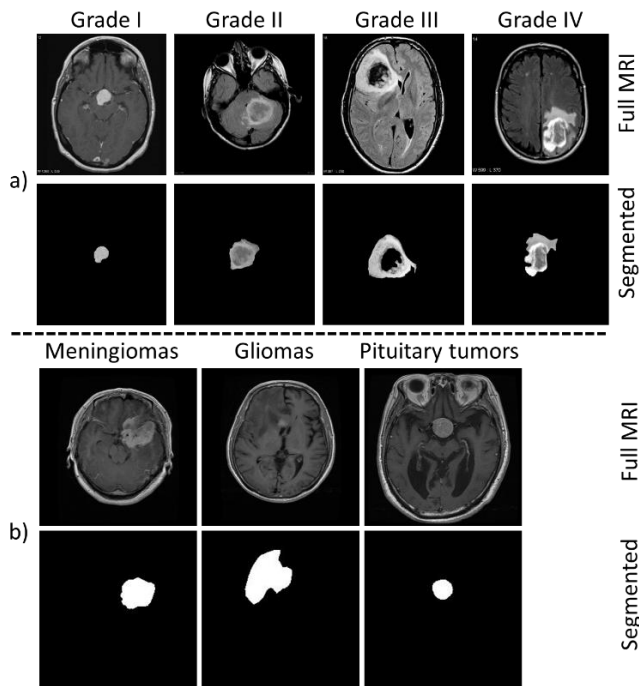 Grade I Grade II Grade III Grade IV
Full MRI
a)
Segmented
Meningiomas Gliomas Pituitary tumors
Full MRI
b)
Segmented